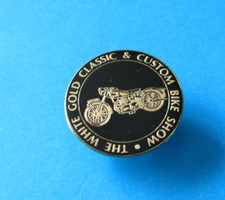 THE WHITE GOLD CLASSIC & CUSTOM BIKE SHOW •